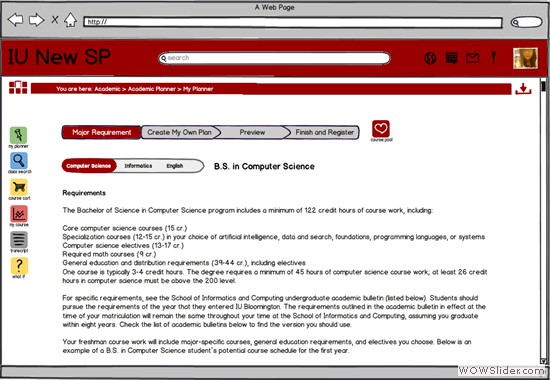 A Web Page
http://
IU New SP
search
You are here: Academic > Academic Planner > My Planner
Major Requirement
Create My Own Plan
Preview
Finish and Register
course pool
my planner
class search
course cart
my course
transcript
what if
Computer Science
Informatics
English
B.S. in Computer Science
Requirements
The Bachelor of Science in Computer Science program includes a minimum of 122 credit hours of course work, including:
Core computer science courses (15 cr.)
Specialization courses (12-15 cr.) in your choice of artificial intelligence, data and search, foundations, programming languages, or systems
Computer science electives (13-17 cr.)
Required math courses (9 cr.)
General education and distribution requirements (39-44 cr.), including electives
One course is typically 3-4 credit hours. The degree requires a minimum of 45 hours of computer science course work; at least 26 credit
hours in computer science must be above the 200 level.
For specific requirements, see the School of Informatics and Computing undergraduate academic bulletin (listed below). Students should
pursue the requirements of the year that they entered IU Bloomington. The requirements outlined in the academic bulletin in effect at the
time of your matriculation will remain the same throughout your time at the School of Informatics and Computing, assuming you graduate
within eight years. Check the list of academic bulletins below to find the version you should use.
Your freshman course work will include major-specific courses, general education requirements, and electives you choose. Below is an
example of a B.S. in Computer Science student's potential course schedule for the first year.
WOWSlider.com